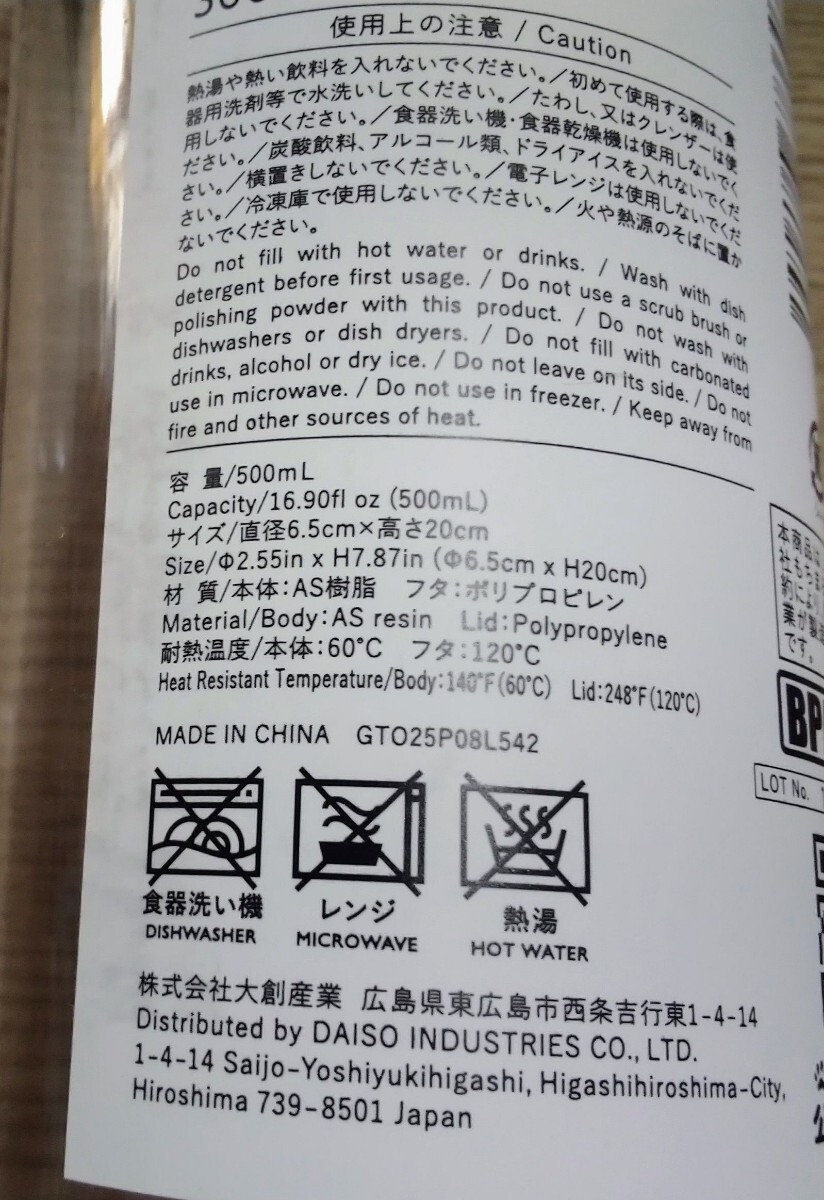 使用上の注意 / Caution
熱湯や熱い飲料を入れないでください。/初めて使用する際は、食
器用洗剤等で水洗いしてください。/たわし、又はクレンザーは使
用しないでください。/食器洗い機・食器乾燥機は使用しないでく
ださい。/炭酸飲料、アルコール類、ドライアイスを入れないでくだ
さい。/横置きしないでください。/電子レンジは使用しないでくだ
さい。/冷凍庫で使用しないでください。/火や熱源のそばに置か
ないでください。
Do not fill with hot water or drinks. / Wash with dish
detergent before first usage. / Do not use a scrub brush or
polishing powder with this product. / Do not wash with
dishwashers or dish dryers. / Do not fill with carbonated
drinks, alcohol or dry ice. / Do not leave on its side. / Do not
use in microwave. / Do not use in freezer. / Keep away from
fire and other sources of heat.
容 量/500mL
Capacity/16.90fl oz (500mL)
サイズ/直径6.5cm×高さ20cm
Size/Φ2.55in x H7.87in (Φ6.5cm x H20cm)
材 質/本体:AS樹脂 フタ:ポリプロピレン
Material/Body:AS resin Lid:Polypropylene
耐熱温度/本体:60°C フタ:120°C
Heat Resistant Temperature/Body:140°F(60°C) Lid:248°F(120°C)
MADE IN CHINA GTO25P08L542
食器洗い機
DISHWASHER
レンジ
MICROWAVE
熱湯
HOT WATER
株式会社大創産業 広島県東広島市西条吉行東1-4-14
Distributed by DAISO INDUSTRIES CO., LTD.
1-4-14 Saijo-Yoshiyukihigashi, Higashihiroshima-City,
Hiroshima 739-8501 Japan
本商品は
です。
BP
LOT No.